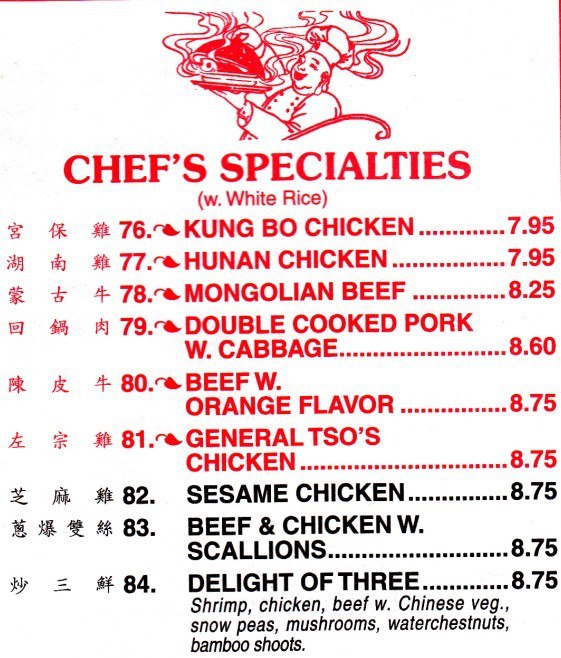 CHEF'S SPECIALTIES
(w. White Rice)
宮 保 雞 76. KUNG BO CHICKEN ..............7.95
湖 南 雞 77. HUNAN CHICKEN .................7.95
蒙 古 牛 78. MONGOLIAN BEEF ..............8.25
回 鍋 肉 79. DOUBLE COOKED PORK
W. CABBAGE.........................8.60
陳 皮 牛 80. BEEF W.
ORANGE FLAVOR ................8.75
左 宗 雞 81. GENERAL TSO'S
CHICKEN ...............................8.75
芝 麻 雞 82. SESAME CHICKEN...............8.75
蔥 爆 雙 絲 83. BEEF & CHICKEN W.
SCALLIONS...........................8.75
炒 三 鮮 84. DELIGHT OF THREE.............8.75
Shrimp, chicken, beef w. Chinese veg.,
snow peas, mushrooms, waterchestnuts,
bamboo shoots.